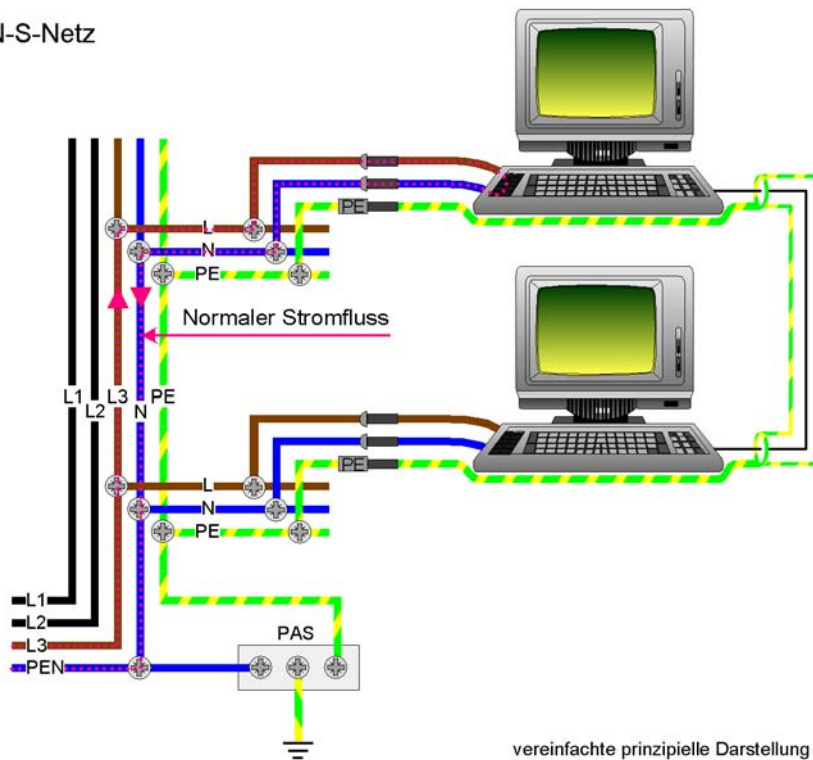 N-S-Netz
PE
L
N
PE
Normaler Stromfluss
L1 L3 PE
L2 N
PE
L
N
PE
L1
L2
L3
PEN
PAS
vereinfachte prinzipielle Darstellung